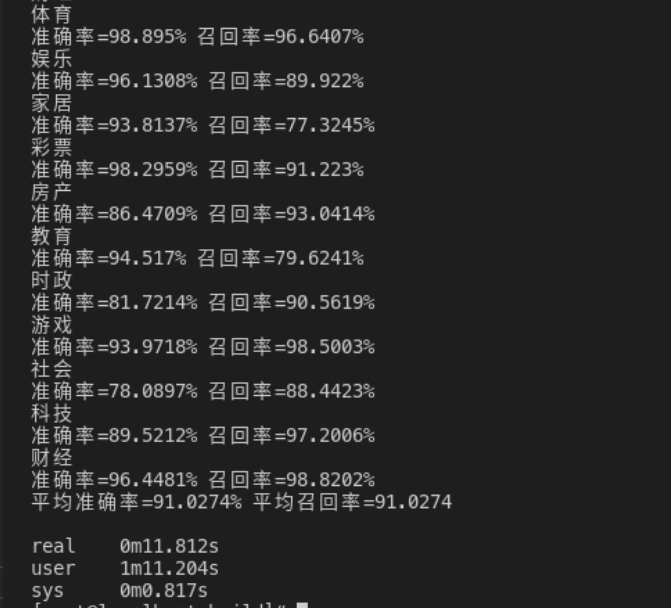 体育
准确率=98.895% 召回率=96.6407%
娱乐
准确率=96.1308% 召回率=89.922%
家居
准确率=93.8137% 召回率=77.3245%
彩票
准确率=98.2959% 召回率=91.223%
房产
准确率=86.4709% 召回率=93.0414%
教育
准确率=94.517% 召回率=79.6241%
时政
准确率=81.7214% 召回率=90.5619%
游戏
准确率=93.9718% 召回率=98.5003%
社会
准确率=78.0897% 召回率=88.4423%
科技
准确率=89.5212% 召回率=97.2006%
财经
准确率=96.4481% 召回率=98.8202%
平均准确率=91.0274% 平均召回率=91.0274
real 0m11.812s
user 1m11.204s
sys 0m0.817s